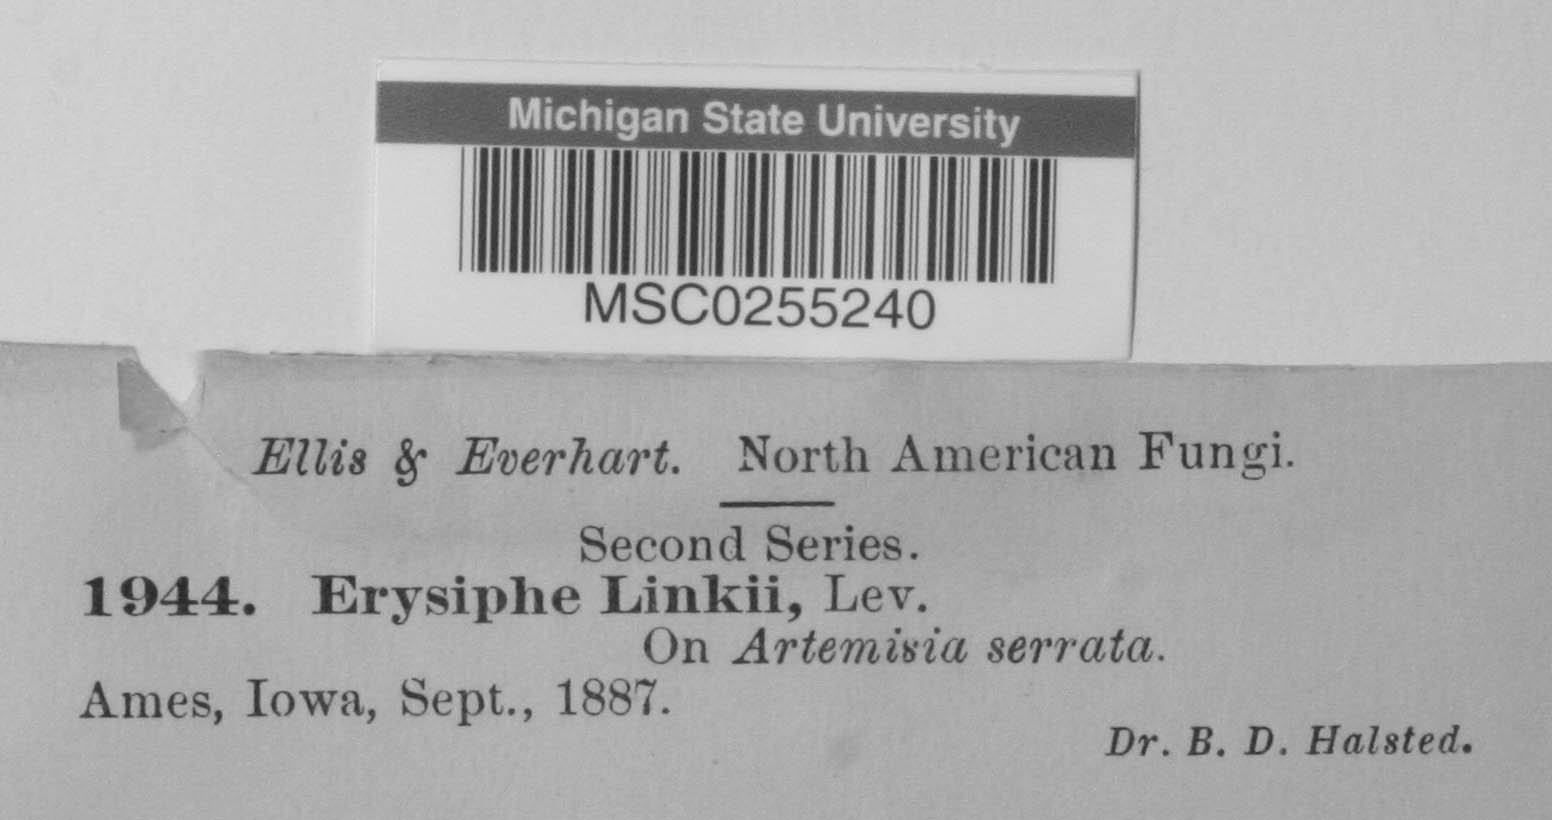 Michigan State University
MSC0255240
Ellis & Everhart. North American Fungi.
Second Series.
1944. Erysiphe Linkii, Lev.
On Artemisia serrata.
Ames, Iowa, Sept., 1887.
Dr. B. D. Halsted.